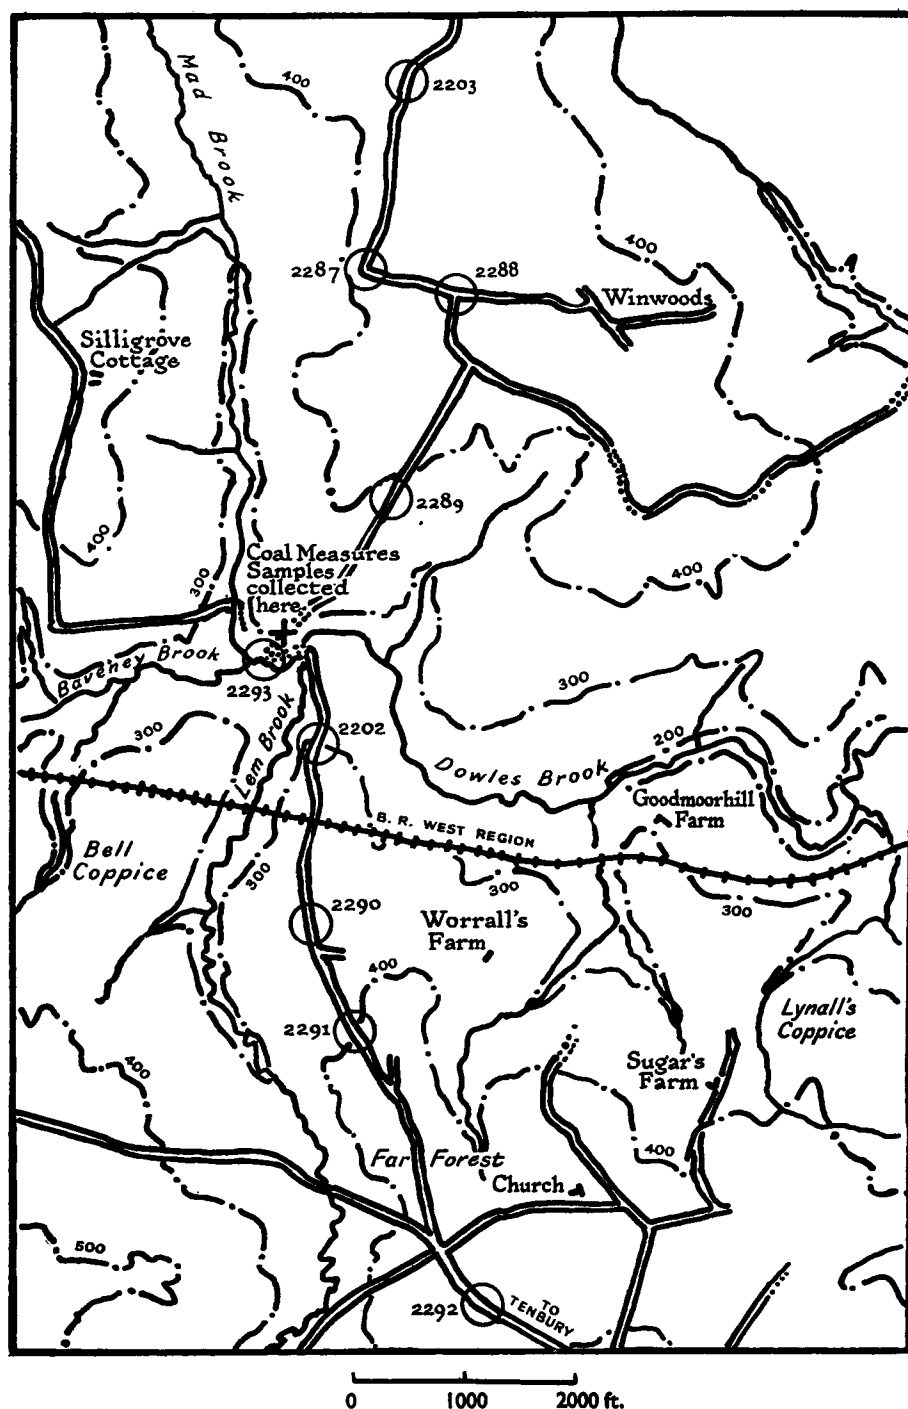 Mad Brook
400
2203
2287
2288
400
Winwoods
Silligrove
Cottage
2289
400
Coal Measures
Samples
collected
here
300
400
Baveney Brook
2293
300
300
Lem Brook
2202
200
Dowles Brook
Goodmoorhill
Farm
B. R. WEST REGION
Bell
Coppice
300
300
300
2290
Worrall's
Farm
400
Lynall's
Coppice
2291
400
Sugar's
Farm
400
Far Forest
Church
500
2292
TO
TENBURY
0 1000 2000 ft.